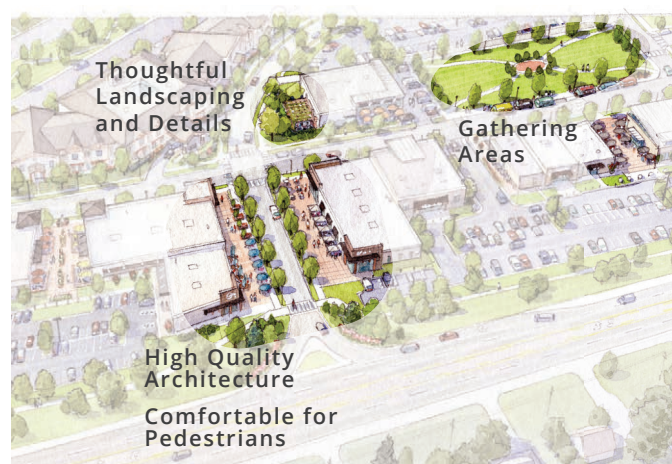 Thoughtful
Landscaping
and Details
Gathering
Areas
High Quality
Architecture
Comfortable for
Pedestrians